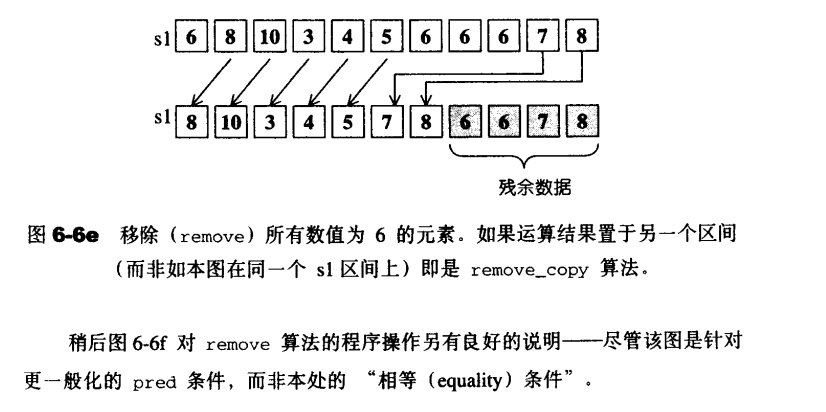 s1 6 8 10 3 4 5 6 6 6 7 8
s1 8 10 3 4 5 7 8 6 6 7 8
残余数据
图 6-6e 移除（remove）所有数值为 6 的元素。如果运算结果置于另一个区间
（而非如本图在同一个 s1 区间上）即是 remove_copy 算法。
稍后图 6-6f 对 remove 算法的程序操作另有良好的说明——尽管该图是针对
更一般化的 pred 条件，而非本处的 “相等（equality）条件”。